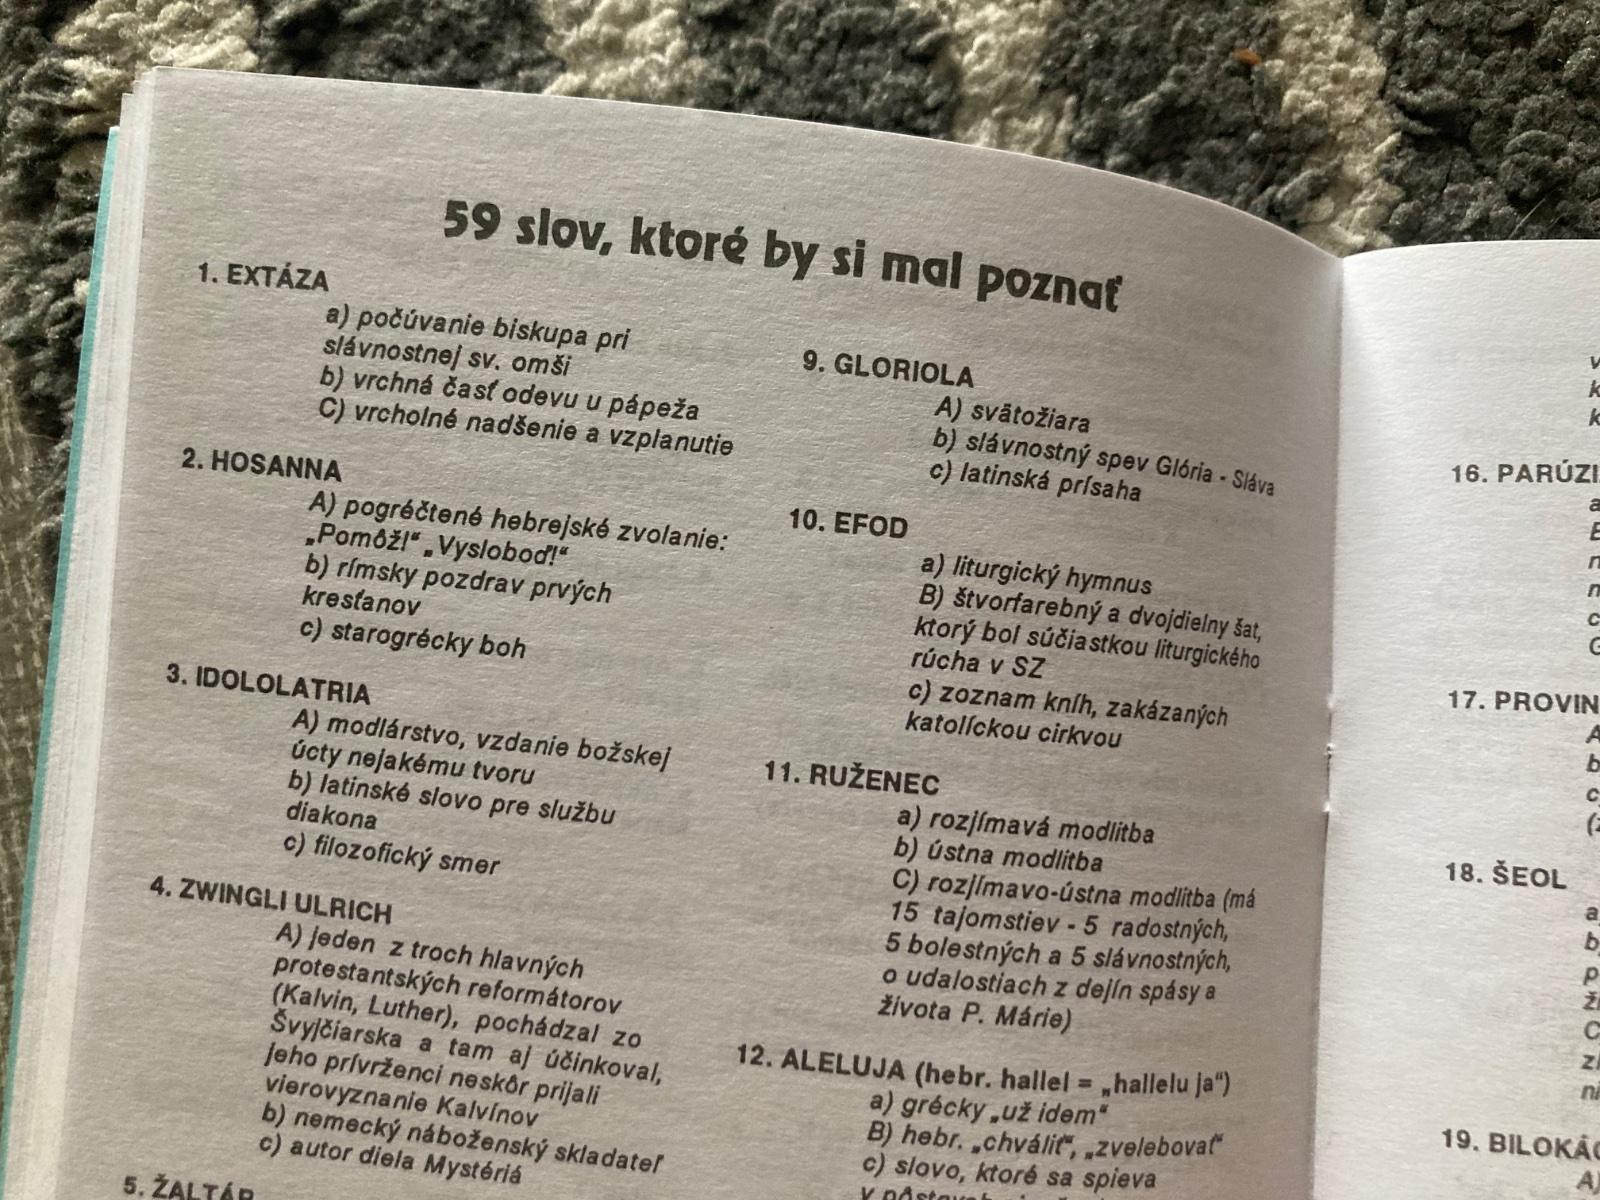 59 slov, ktoré by si mal poznať
1. EXTÁZA
a) počúvanie biskupa pri
slávnostnej sv. omši
b) vrchná časť odevu u pápeža
C) vrcholné nadšenie a vzplanutie
2. HOSANNA
A) pogréčtené hebrejské zvolanie:
„Pomôž!“ „Vysloboď!“
b) rímsky pozdrav prvých
kresťanov
c) starogrécky boh
3. IDOLOLATRIA
A) modlárstvo, vzdanie božskej
úcty nejakému tvoru
b) latinské slovo pre službu
diakona
c) filozofický smer
4. ZWINGLI ULRICH
A) jeden z troch hlavných
protestantských reformátorov
(Kalvin, Luther), pochádzal zo
Švyjčiarska a tam aj účinkoval,
jeho prívrženci neskôr prijali
vierovyznanie Kalvínov
b) nemecký náboženský skladateľ
c) autor diela Mystériá
5. ŽALTÁR
9. GLORIOLA
A) svätožiara
b) slávnostný spev Glória - Sláva
c) latinská prísaha
10. EFOD
a) liturgický hymnus
B) štvorfarebný a dvojdielny šat,
ktorý bol súčiastkou liturgického
rúcha v SZ
c) zoznam kníh, zakázaných
katolíckou cirkvou
11. RUŽENEC
a) rozjímavá modlitba
b) ústna modlitba
C) rozjímavo-ústna modlitba (má
15 tajomstiev - 5 radostných,
5 bolestných a 5 slávnostných,
o udalostiach z dejín spásy a
života P. Márie)
12. ALELUJA (hebr. hallel = „hallelu ja“)
a) grécky „už idem“
B) hebr. „chváliť“, „zvelebovať“
c) slovo, ktoré sa spieva
v
16.
17.
18. ŠEOL
19.